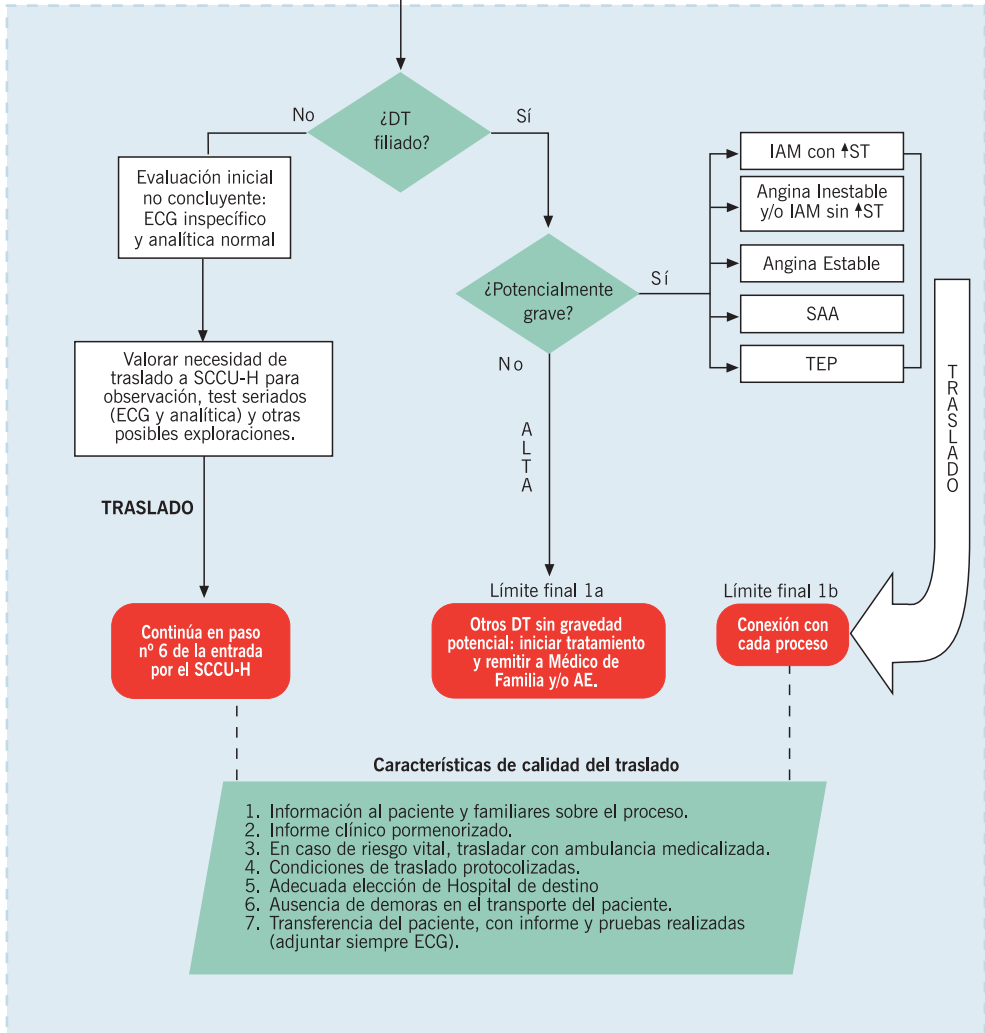 ¿DT
filiado?
No
Sí
Evaluación inicial
no concluyente:
ECG inspecífico
y analítica normal
Valorar necesidad de
traslado a SCCU-H para
observación, test seriados
(ECG y analítica) y otras
posibles exploraciones.
TRASLADO
Continúa en paso
nº 6 de la entrada
por el SCCU-H
¿Potencialmente
grave?
Sí
No
ALTA
Límite final 1a
Otros DT sin gravedad
potencial: iniciar tratamiento
y remitir a Médico de
Familia y/o AE.
IAM con ↑ST
Angina Inestable
y/o IAM sin ↑ST
Angina Estable
SAA
TEP
TRASLADO
Límite final 1b
Conexión con
cada proceso
Características de calidad del traslado
1. Información al paciente y familiares sobre el proceso.
2. Informe clínico pormenorizado.
3. En caso de riesgo vital, trasladar con ambulancia medicalizada.
4. Condiciones de traslado protocolizadas.
5. Adecuada elección de Hospital de destino
6. Ausencia de demoras en el transporte del paciente.
7. Transferencia del paciente, con informe y pruebas realizadas
(adjuntar siempre ECG).